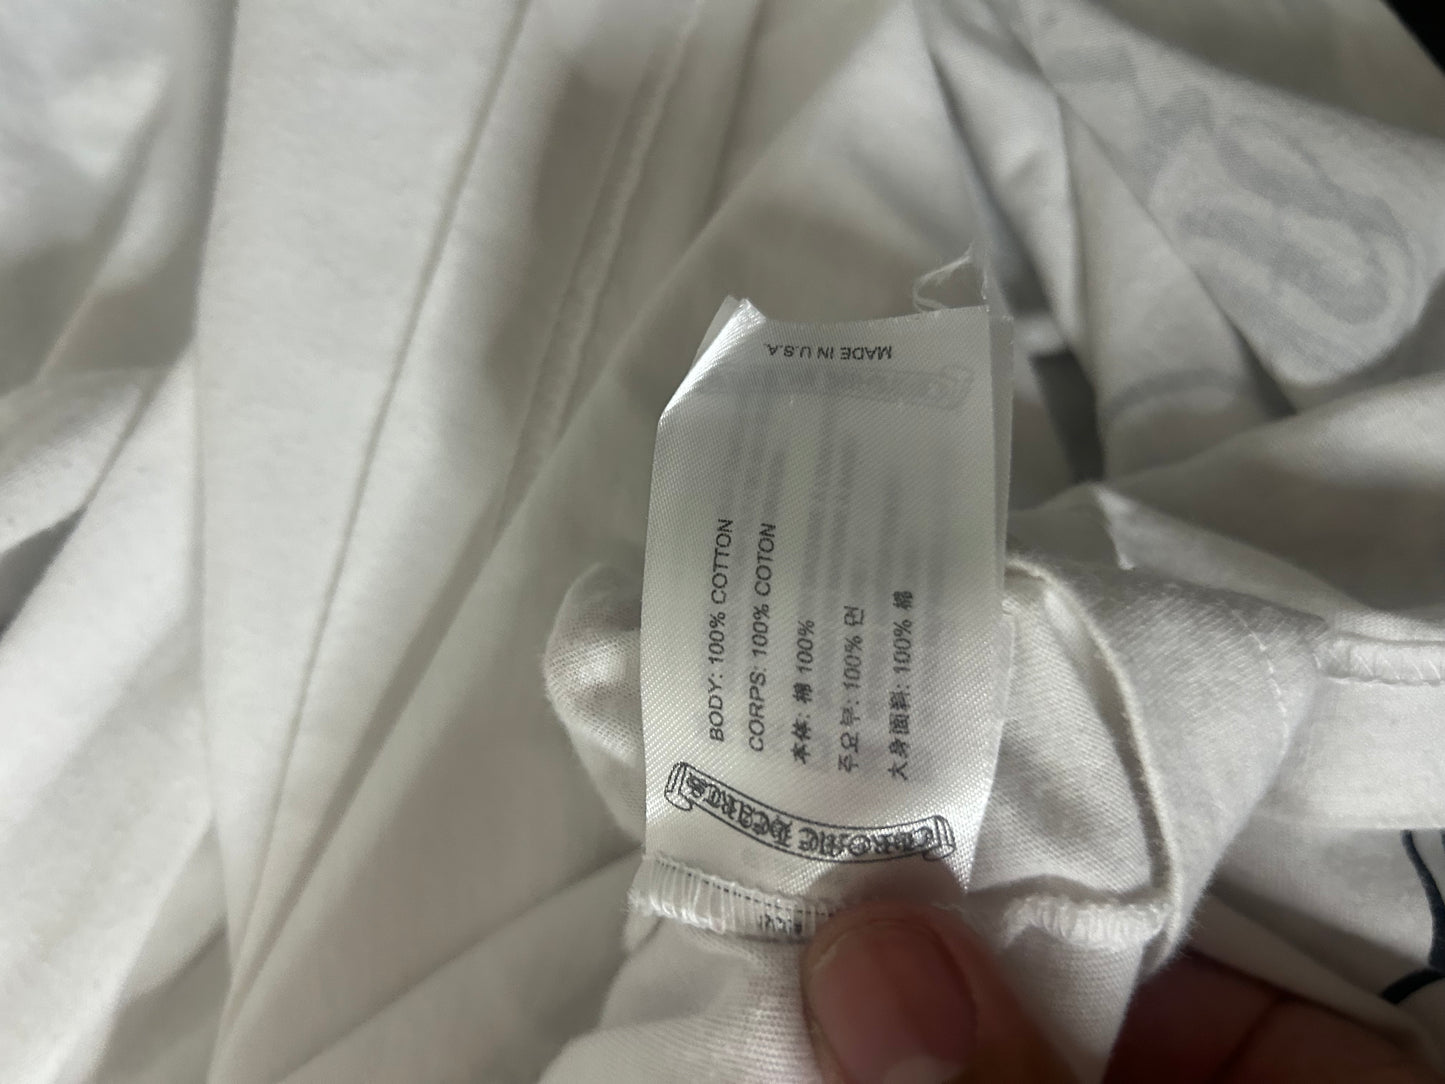 CHROME HEARTS
BODY: 100% COTTON
CORPS: 100% COTON
本体: 棉 100%
주요부: 100% 면
大身面料: 100% 棉
MADE IN U.S.A.